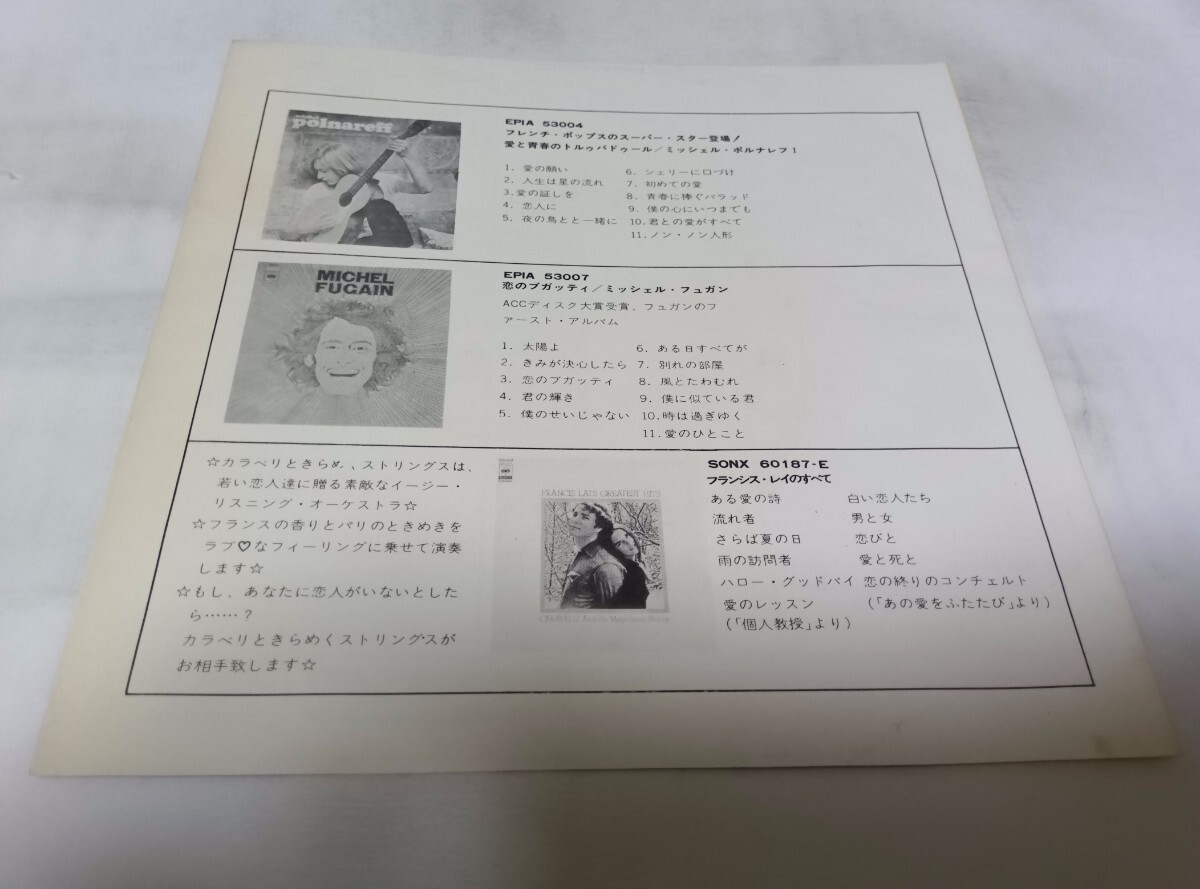 polnareff
EPIA 53004
フレンチ・ポップスのスーパー・スター登場!
愛と青春のトルゥバドゥール/ミッシェル・ポルナレフ I
1. 愛の願い
2. 人生は星の流れ
3. 愛の証しを
4. 恋人に
5. 夜の鳥とと一緒に
6. シェリーに口づけ
7. 初めての愛
8. 青春に捧ぐバラッド
9. 僕の心にいつまでも
10. 君との愛がすべて
11. ノン・ノン人形
MICHEL
FUGAIN
EPIA 53007
恋のブガッティ/ミッシェル・フュガン
ACCディスク大賞受賞、フュガンのフ
ァースト・アルバム
1. 太陽よ
2. きみが決心したら
3. 恋のブガッティ
4. 君の輝き
5. 僕のせいじゃない
6. ある日すべてが
7. 別れの部屋
8. 風とたわむれ
9. 僕に似ている君
10. 時は過ぎゆく
11. 愛のひとこと
☆カラベリときらめ、ストリングスは、
若い恋人達に贈る素敵なイージー・
リスニング・オーケストラ☆
☆フランスの香りとパリのときめきを
ラブ♡なフィーリングに乗せて演奏
します☆
☆もし、あなたに恋人がいないとした
ら……?
カラベリときらめくストリングスが
お相手致します☆
FRANCIS LAI'S GREATEST HITS
SONX 60187-E
フランシス・レイのすべて
ある愛の詩
流れ者
さらば夏の日
雨の訪問者
ハロー・グッドバイ
愛のレッスン
(「個人教授」より)
白い恋人たち
男と女
恋びと
愛と死と
恋の終りのコンチェルト
(「あの愛をふたたび」より)